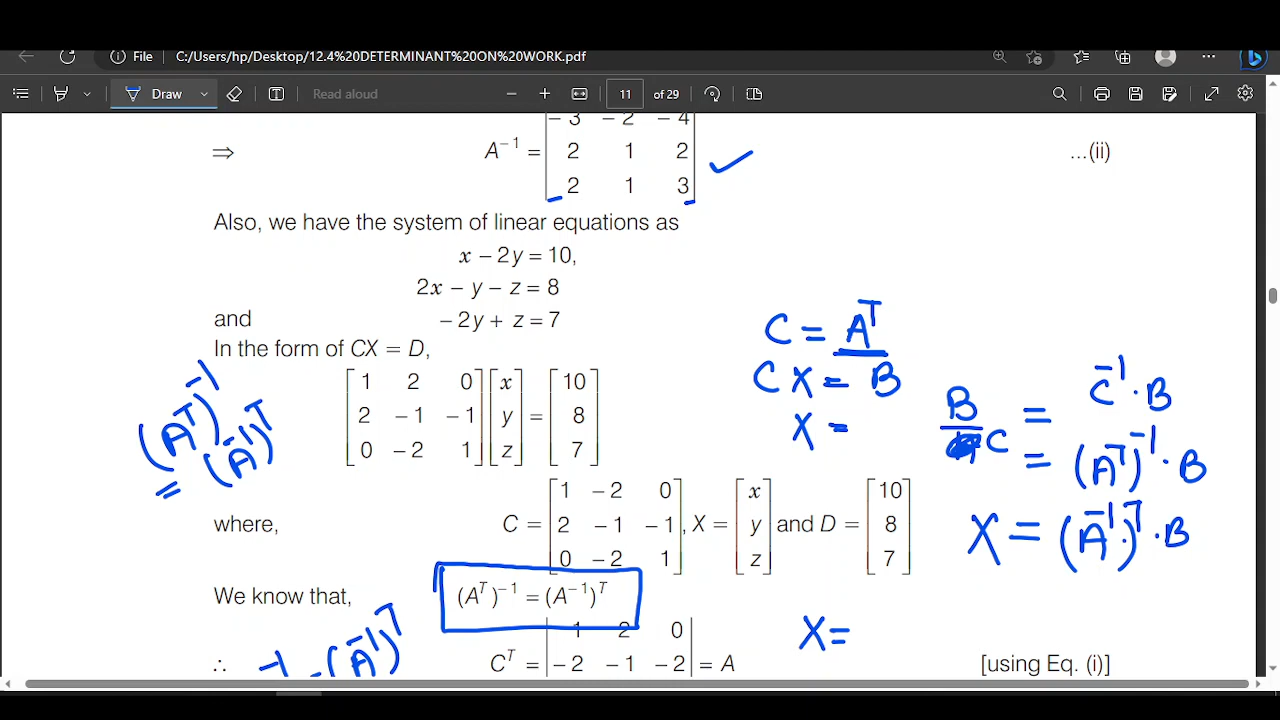 File C:/Users/hp/Desktop/12.4%20DETERMINANT%20ON%20WORK.pdf
Draw Read aloud 11 of 29
− 3 − 2 − 4
⇒ A⁻¹ = 2 1 2 ...(ii)
2 1 3
Also, we have the system of linear equations as
x − 2y = 10,
2x − y − z = 8
and − 2y + z = 7
In the form of CX = D,
1 2 0 x 10
2 − 1 − 1 y = 8
0 − 2 1 z 7
(Aᵀ)⁻¹
= (A⁻¹)ᵀ
C = Aᵀ
CX = B
X =
B/C = C⁻¹ · B
= (Aᵀ)⁻¹ · B
X = (A⁻¹)ᵀ · B
1 − 2 0 x 10
where, C = 2 − 1 − 1 , X = y and D = 8
0 − 2 1 z 7
We know that, (Aᵀ)⁻¹ = (A⁻¹)ᵀ
X =
1 2 0
∴ Cᵀ = − 2 − 1 − 2 = A [using Eq. (i)]
(A⁻¹)ᵀ